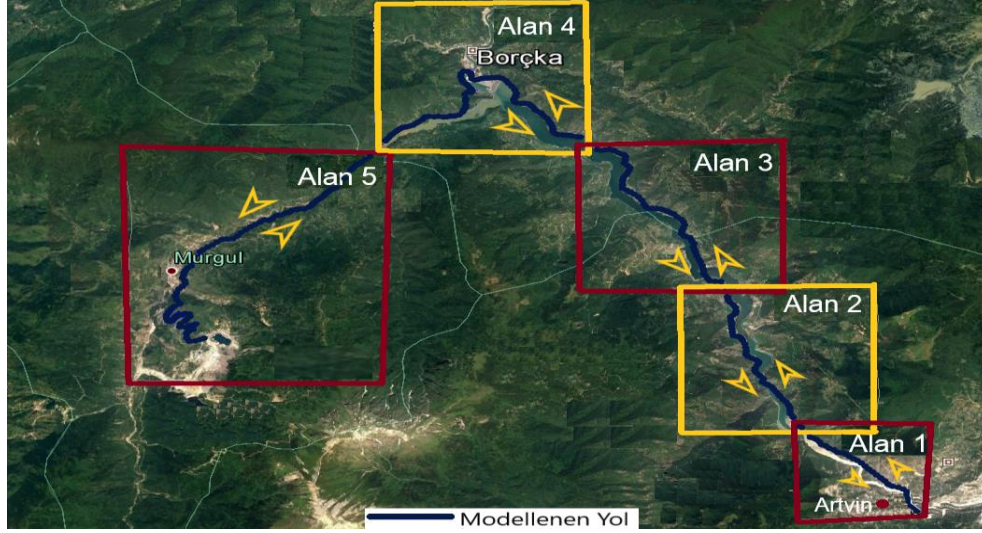 Alan 4
Borçka
Alan 3
Alan 5
Murgul
Alan 2
Alan 1
Artvin
Modellenen Yol